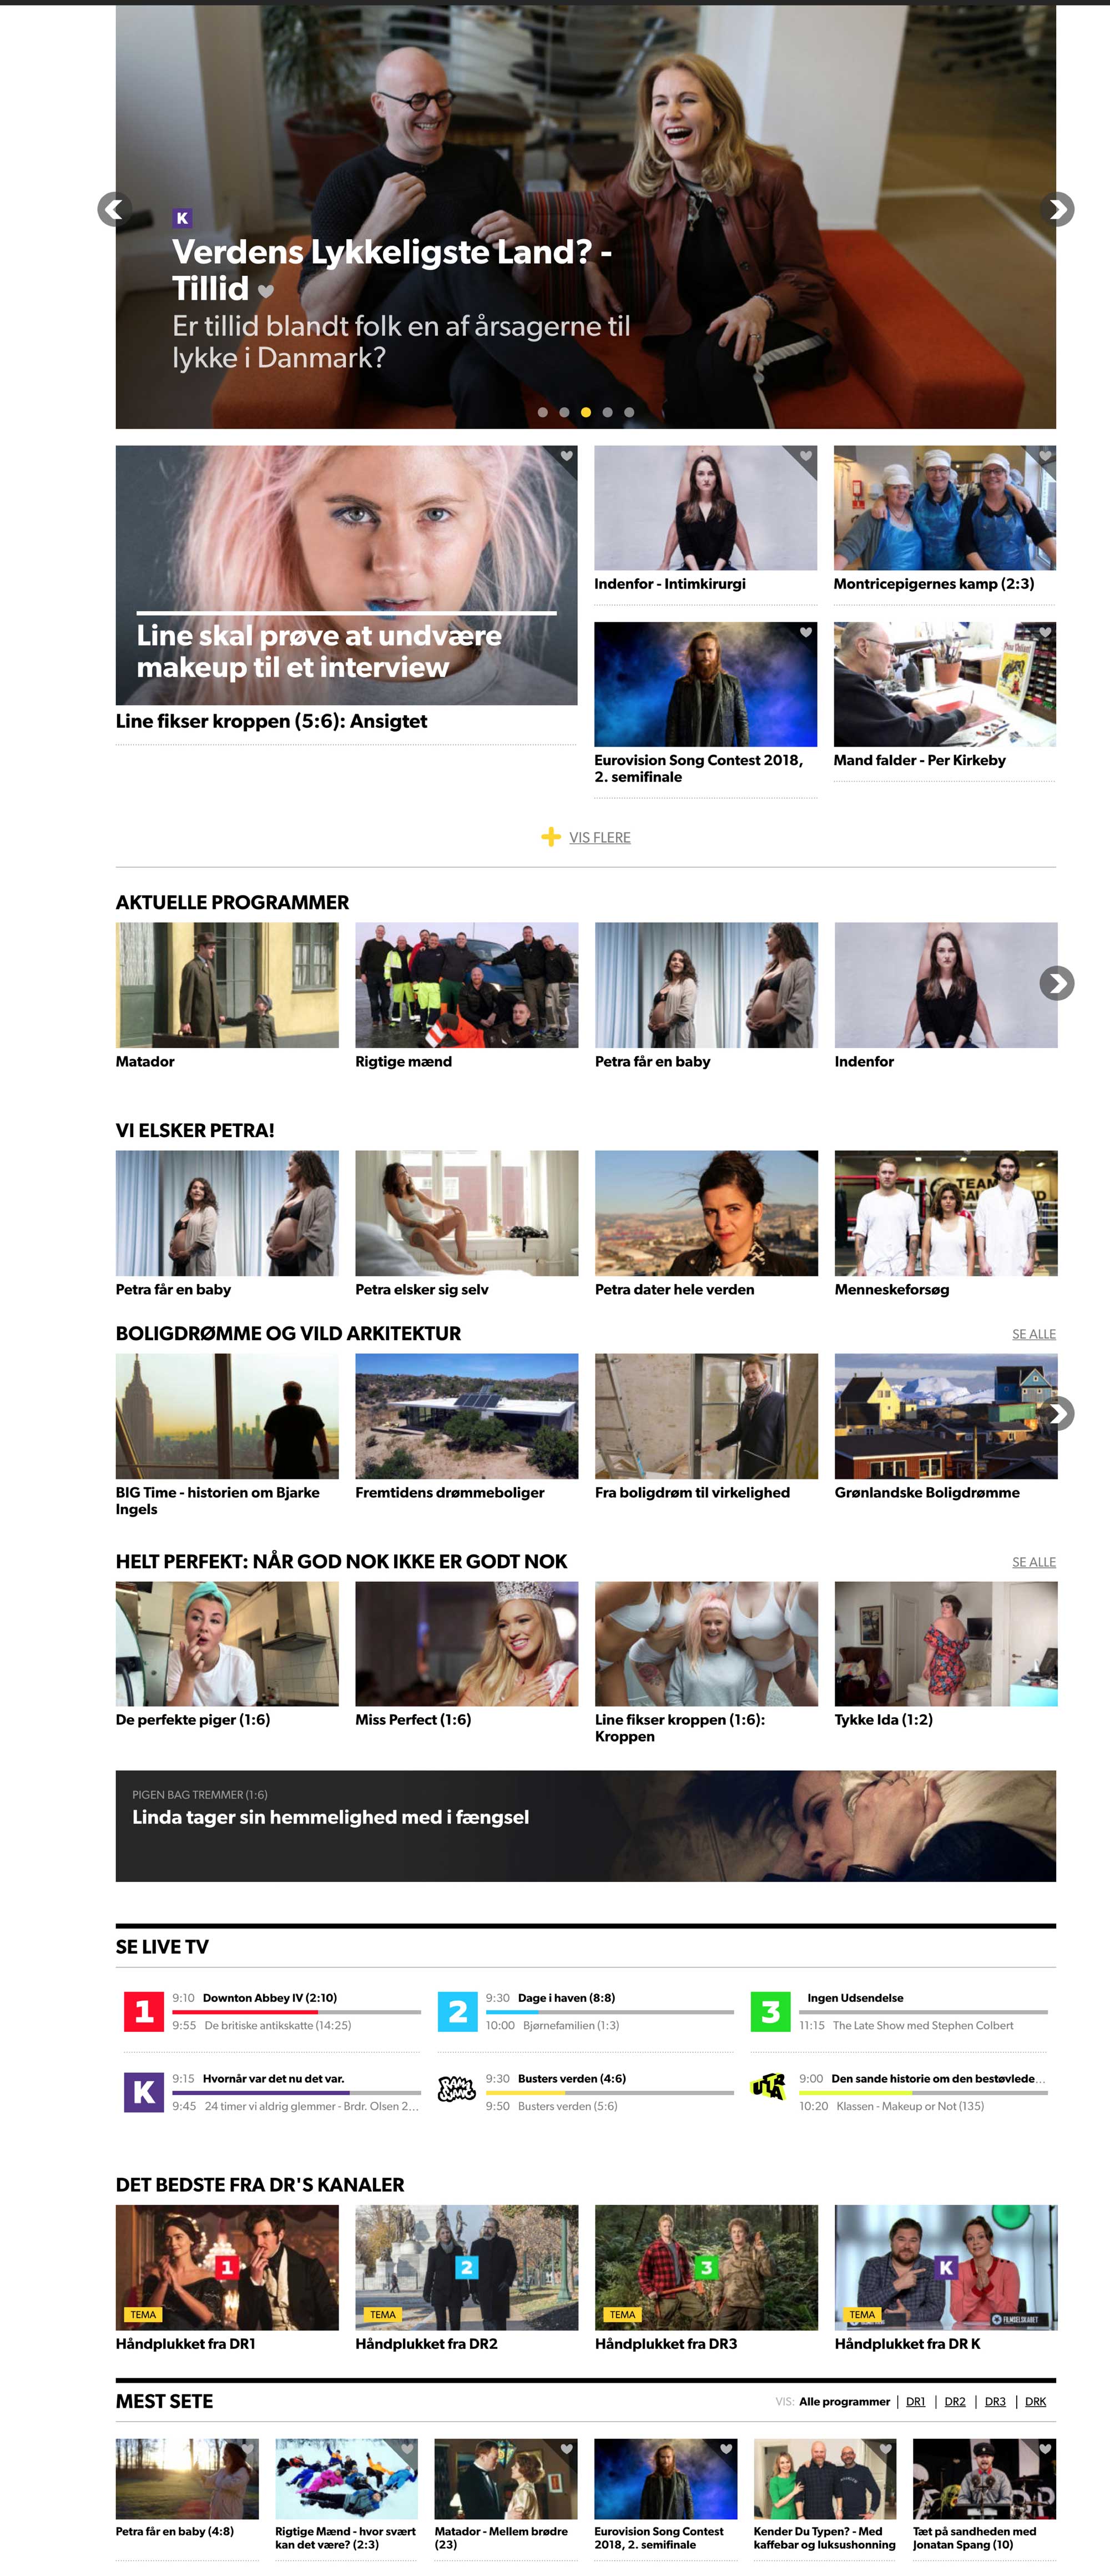 K
Verdens Lykkeligste Land? -
Tillid
Er tillid blandt folk en af årsagerne til
lykke i Danmark?
Line skal prøve at undvære
makeup til et interview
Line fikser kroppen (5:6): Ansigtet
Indenfor - Intimkirurgi
Montricepigernes kamp (2:3)
Eurovision Song Contest 2018,
2. semifinale
Mand falder - Per Kirkeby
VIS FLERE
AKTUELLE PROGRAMMER
Matador
Rigtige mænd
Petra får en baby
Indenfor
VI ELSKER PETRA!
TEAM
Petra får en baby
Petra elsker sig selv
Petra dater hele verden
Menneskeforsøg
BOLIGDRØMME OG VILD ARKITEKTUR
SE ALLE
BIG Time - historien om Bjarke
Ingels
Fremtidens drømmeboliger
Fra boligdrøm til virkelighed
Grønlandske Boligdrømme
HELT PERFEKT: NÅR GOD NOK IKKE ER GODT NOK
SE ALLE
De perfekte piger (1:6)
Miss Perfect (1:6)
Line fikser kroppen (1:6):
Kroppen
Tykke Ida (1:2)
PIGEN BAG TREMMER (1:6)
Linda tager sin hemmelighed med i fængsel
SE LIVE TV
1
9:10 Downton Abbey IV (2:10)
9:55 De britiske antikskatte (14:25)
2
9:30 Dage i haven (8:8)
10:00 Bjørnefamilien (1:3)
3
Ingen Udsendelse
11:15 The Late Show med Stephen Colbert
K
9:15 Hvornår var det nu det var.
9:45 24 timer vi aldrig glemmer - Brdr. Olsen 2...
9:30 Busters verden (4:6)
9:50 Busters verden (5:6)
ULTRA
9:00 Den sande historie om den bestøvlede...
10:20 Klassen - Makeup or Not (135)
DET BEDSTE FRA DR'S KANALER
1
TEMA
Håndplukket fra DR1
2
TEMA
Håndplukket fra DR2
3
TEMA
Håndplukket fra DR3
K
TEMA
FILMSELSKABET
Håndplukket fra DR K
MEST SETE
VIS: Alle programmer | DR1 | DR2 | DR3 | DRK
Petra får en baby (4:8)
Rigtige Mænd - hvor svært
kan det være? (2:3)
Matador - Mellem brødre
(23)
Eurovision Song Contest
2018, 2. semifinale
Kender Du Typen? - Med
kaffebar og luksushonning
Tæt på sandheden med
Jonatan Spang (10)